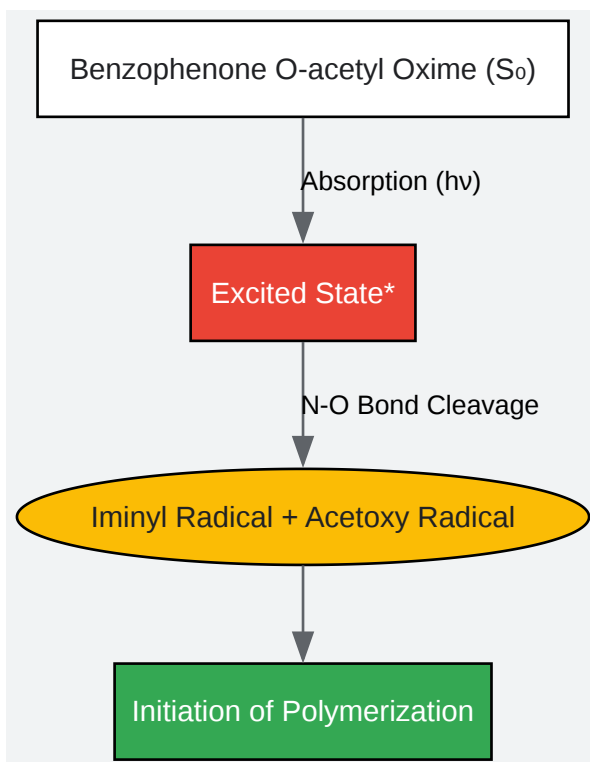 Benzophenone O-acetyl Oxime (S₀)
Absorption (hν)
Excited State*
N-O Bond Cleavage
Iminyl Radical + Acetoxy Radical
Initiation of Polymerization